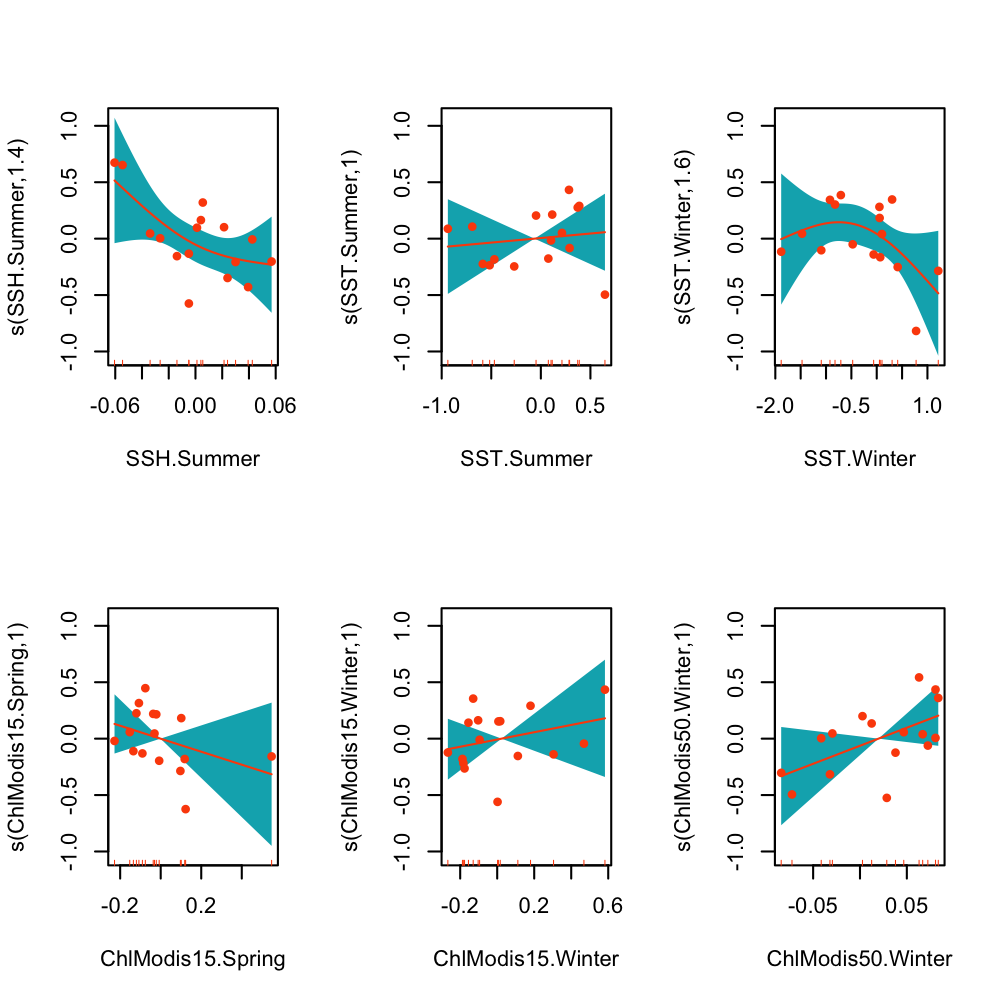 s(SSH.Summer,1.4)
1.0
0.5
0.0
-0.5
-1.0
-0.06 0.00 0.06
SSH.Summer
s(SST.Summer,1)
1.0
0.5
0.0
-0.5
-1.0
-1.0 0.0 0.5
SST.Summer
s(SST.Winter,1.6)
1.0
0.5
0.0
-0.5
-1.0
-2.0 -0.5 1.0
SST.Winter
s(ChlModis15.Spring,1)
1.0
0.5
0.0
-0.5
-1.0
-0.2 0.2
ChlModis15.Spring
s(ChlModis15.Winter,1)
1.0
0.5
0.0
-0.5
-1.0
-0.2 0.2 0.6
ChlModis15.Winter
s(ChlModis50.Winter,1)
1.0
0.5
0.0
-0.5
-1.0
-0.05 0.05
ChlModis50.Winter